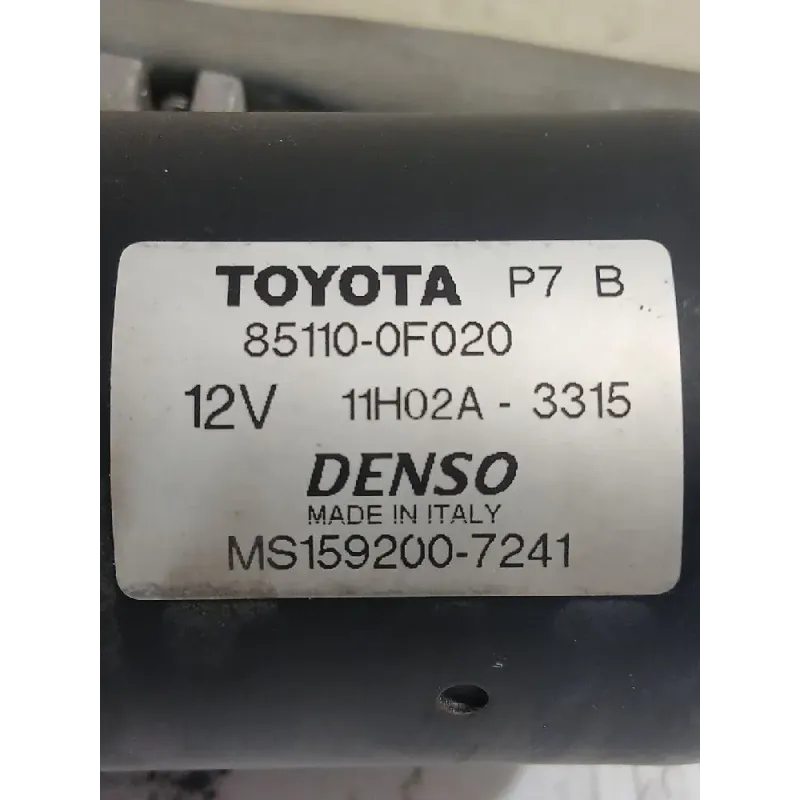 TOYOTA P7 B
85110-0F020
12V 11H02A - 3315
DENSO
MADE IN ITALY
MS159200-7241